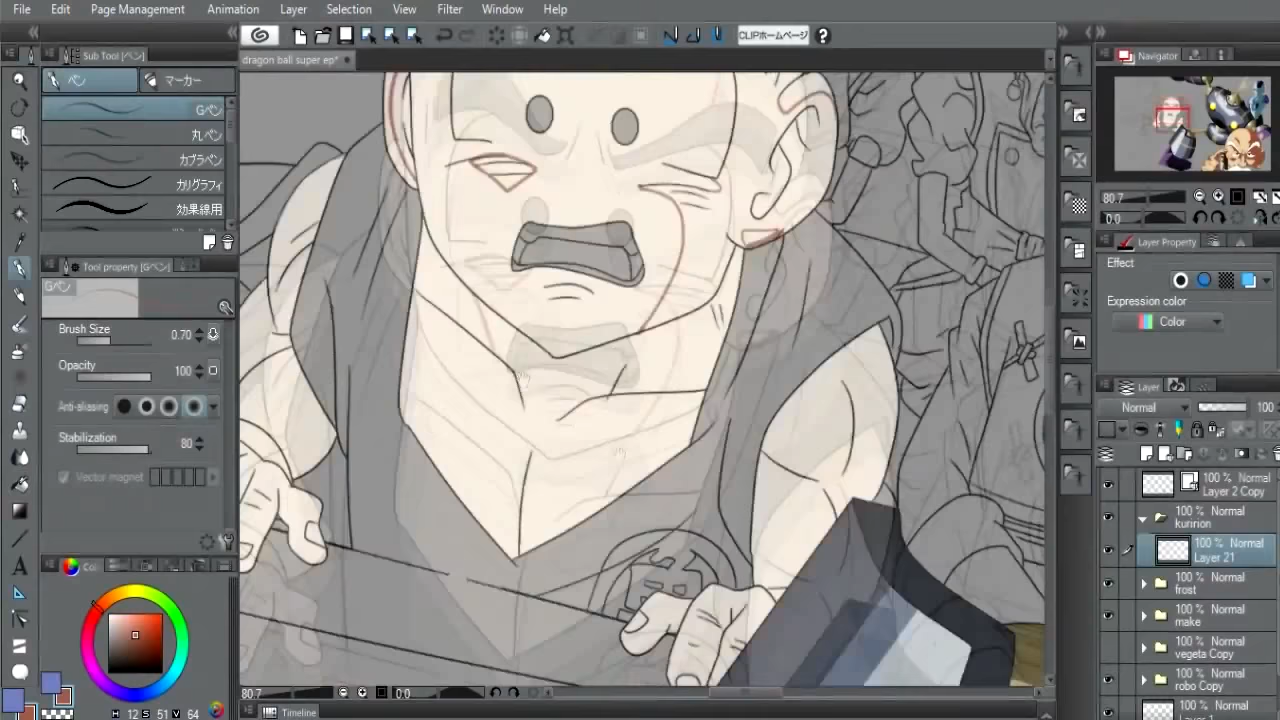 File Edit Page Management Animation Layer Selection View Filter Window Help
Sub Tool [ペン]
CLIPホームページ
Navigator
dragon ball super ep*
ペン マーカー
Gペン
丸ペン
カブラペン
カリグラフィ
効果線用
80.7
0.0
Tool property [Gペン]
Layer Property
Gペン
Effect
Expression color
Color
Brush Size 0.70
Opacity 100
Anti-aliasing
Stabilization 80
Vector magnet
Layer
Normal 100
100 % Normal
Layer 2 Copy
100 % Normal
kuririon
100 % Normal
Layer 21
100 % Normal
frost
100 % Normal
make
100 % Normal
vegeta Copy
100 % Normal
robo Copy
100 % Normal
80.7 0.0
H 12 S 51 V 64
Timeline